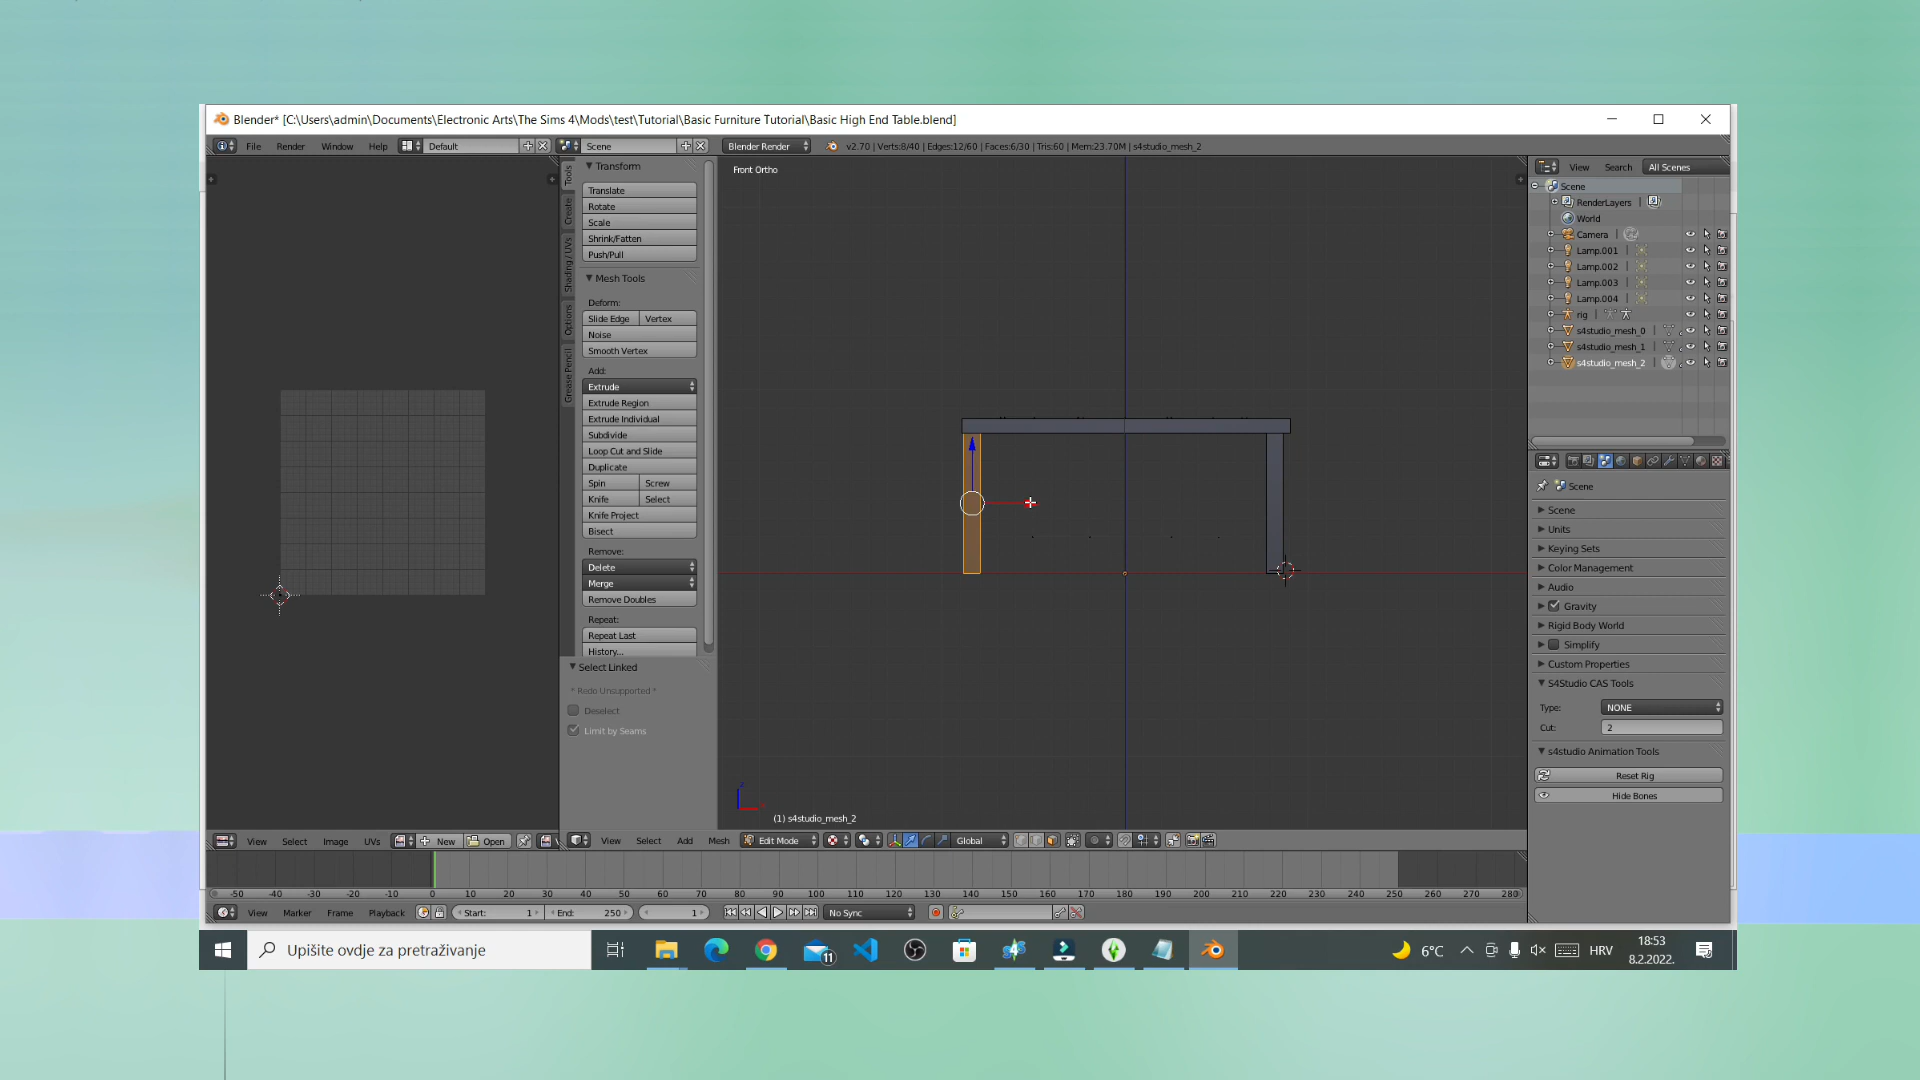 Blender* [C:\Users\admin\Documents\Electronic Arts\The Sims 4\Mods\test\Tutorial\Basic Furniture Tutorial\Basic High End Table.blend]
File Render Window Help Default Scene Blender Render v2.70 | Verts:8/40 | Edges:12/60 | Faces:6/30 | Tris:60 | Mem:23.70M | s4studio_mesh_2
Tools
Create
Shading / UVs
Options
Grease Pencil
Transform
Translate
Rotate
Scale
Shrink/Fatten
Push/Pull
Mesh Tools
Deform:
Slide Edge Vertex
Noise
Smooth Vertex
Add:
Extrude
Extrude Region
Extrude Individual
Subdivide
Loop Cut and Slide
Duplicate
Spin Screw
Knife Select
Knife Project
Bisect
Remove:
Delete
Merge
Remove Doubles
Repeat:
Repeat Last
History...
Select Linked
* Redo Unsupported *
Deselect
Limit by Seams
Front Ortho
(1) s4studio_mesh_2
View Search All Scenes
Scene
RenderLayers |
World
Camera |
Lamp.001 |
Lamp.002 |
Lamp.003 |
Lamp.004 |
rig |
s4studio_mesh_0 |
s4studio_mesh_1 |
s4studio_mesh_2 |
Scene
Scene
Units
Keying Sets
Color Management
Audio
Gravity
Rigid Body World
Simplify
Custom Properties
S4Studio CAS Tools
Type: NONE
Cut: 2
s4studio Animation Tools
Reset Rig
Hide Bones
View Select Image UVs New Open
View Select Add Mesh Edit Mode Global
-50 -40 -30 -20 -10 0 10 20 30 40 50 60 70 80 90 100 110 120 130 140 150 160 170 180 190 200 210 220 230 240 250 260 270 280
View Marker Frame Playback Start: 1 End: 250 1 No Sync
Upišite ovdje za pretraživanje 11 6°C HRV
18:53
8.2.2022.